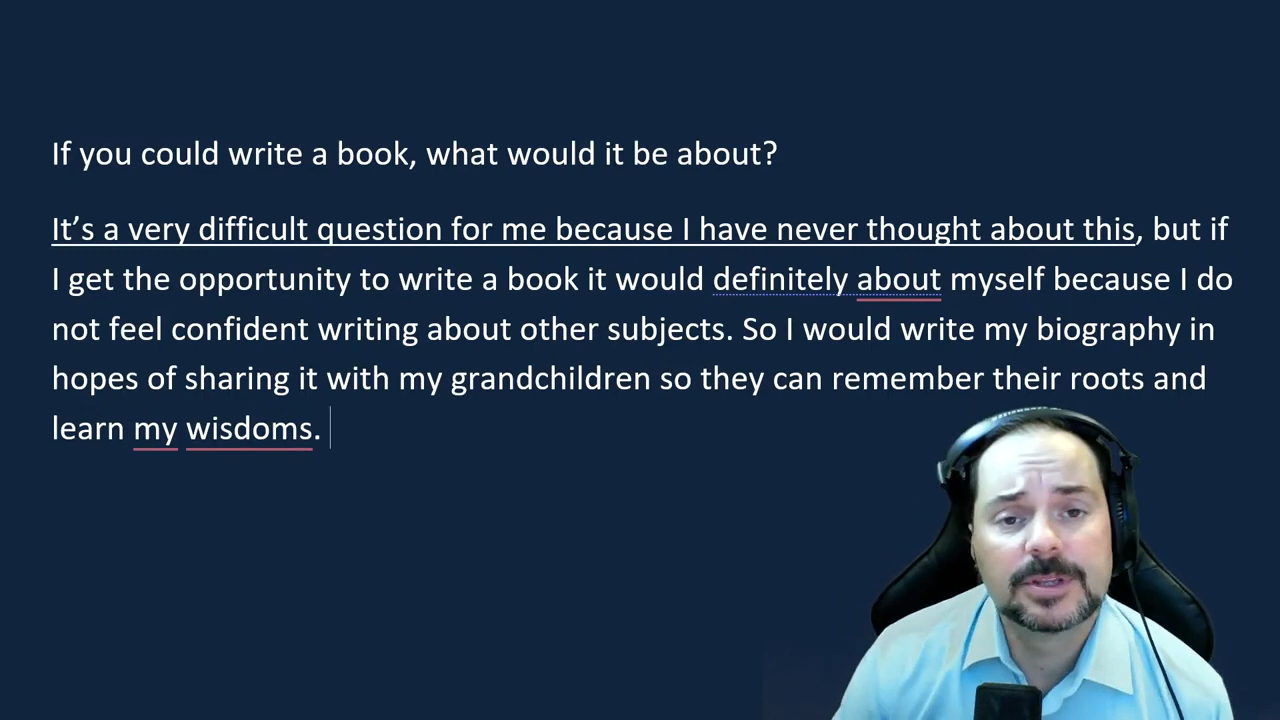 If you could write a book, what would it be about?
It’s a very difficult question for me because I have never thought about this, but if
I get the opportunity to write a book it would definitely about myself because I do
not feel confident writing about other subjects. So I would write my biography in
hopes of sharing it with my grandchildren so they can remember their roots and
learn my wisdoms.